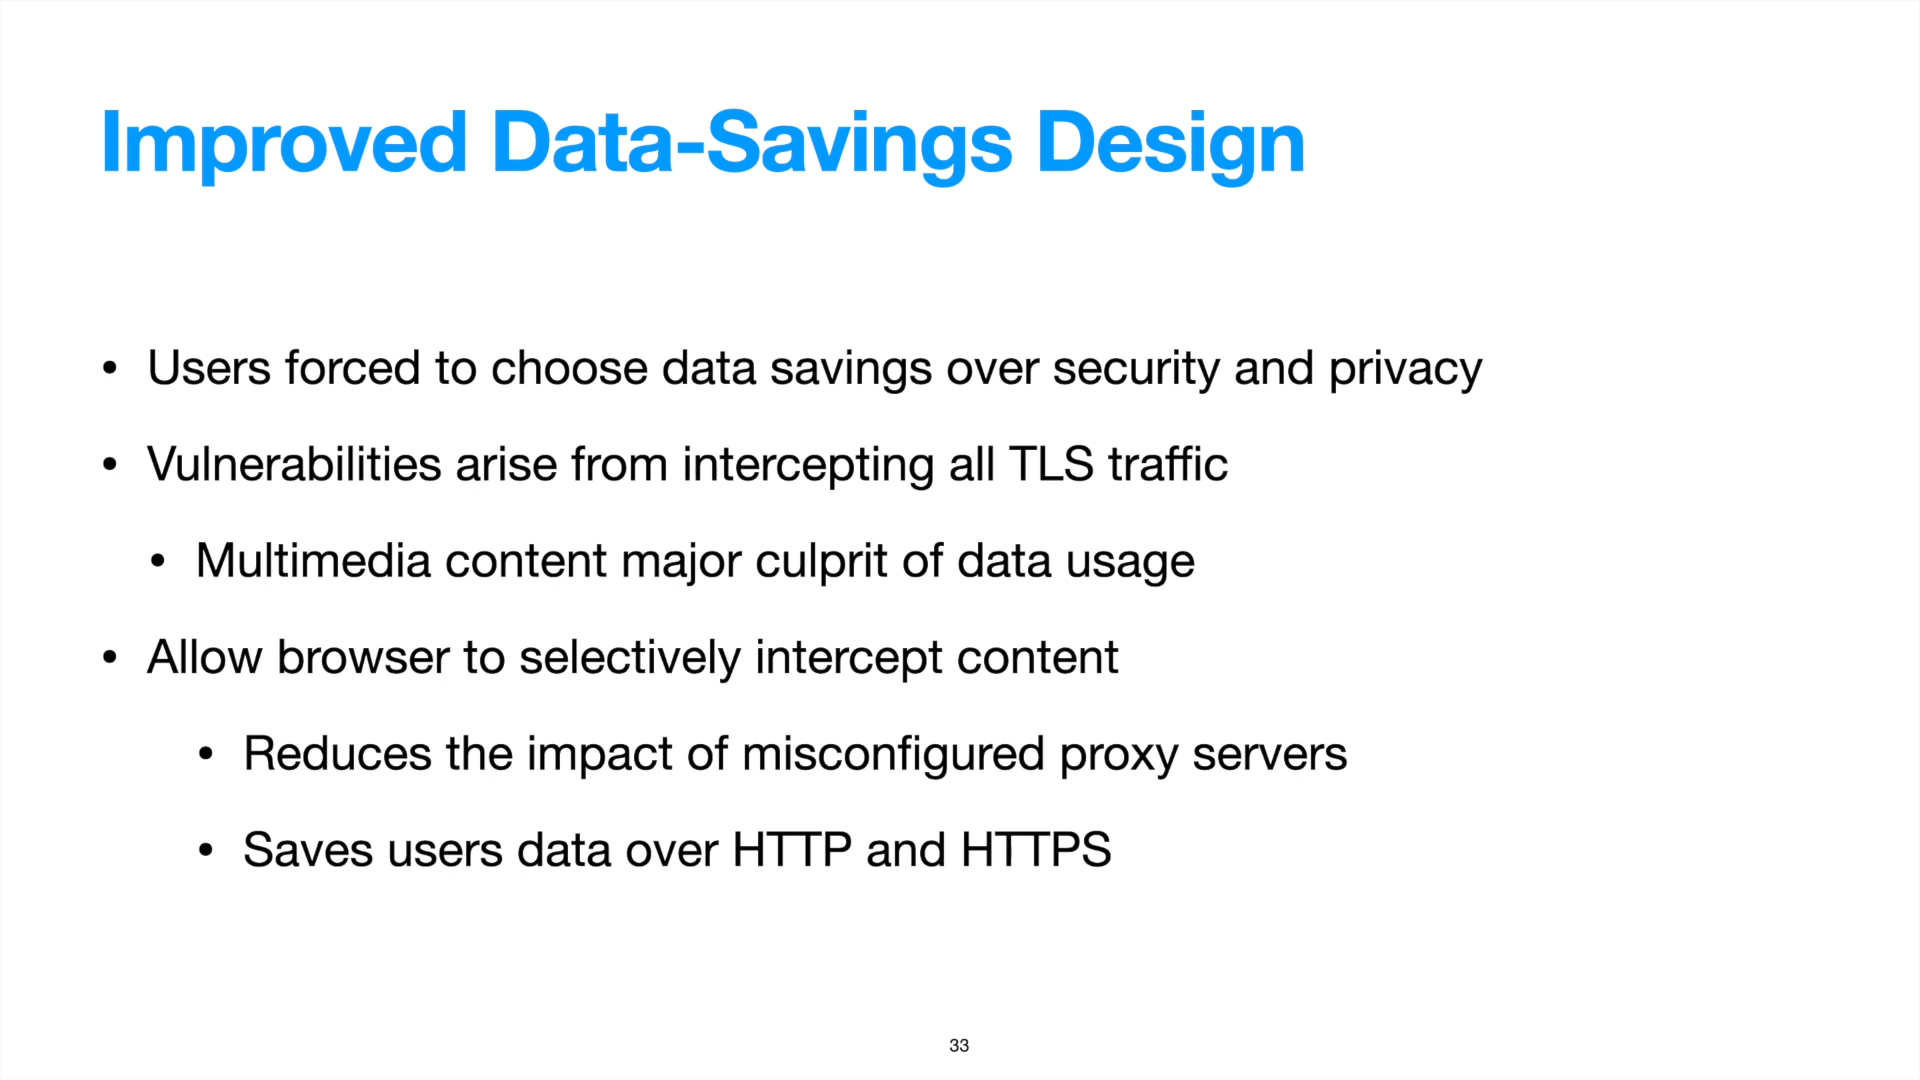 Improved Data-Savings Design
• Users forced to choose data savings over security and privacy
• Vulnerabilities arise from intercepting all TLS traffic
• Multimedia content major culprit of data usage
• Allow browser to selectively intercept content
• Reduces the impact of misconfigured proxy servers
• Saves users data over HTTP and HTTPS
33